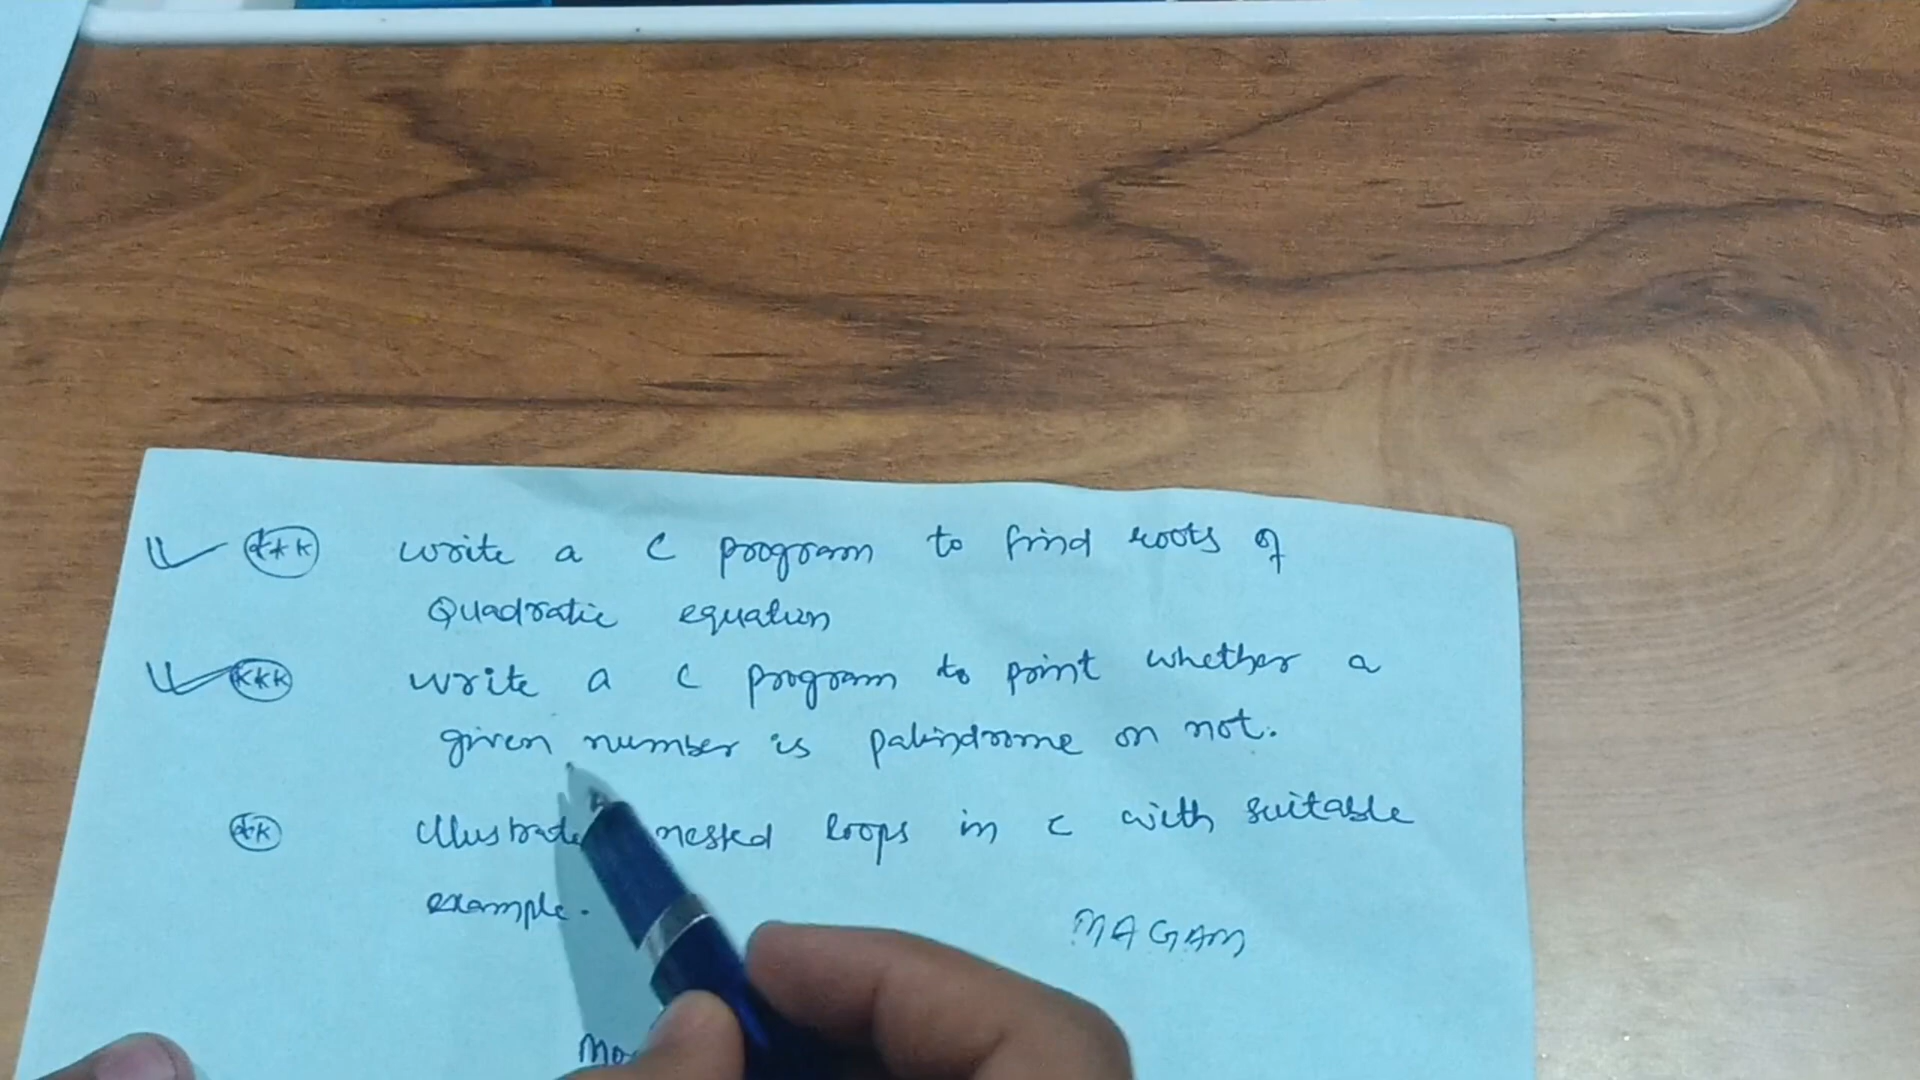 *** write a C program to find roots of
Quadratic equation
*** write a C program to print whether a
given number is palindrome or not.
** illustrate nested loops in C with suitable
example.
MAGAM